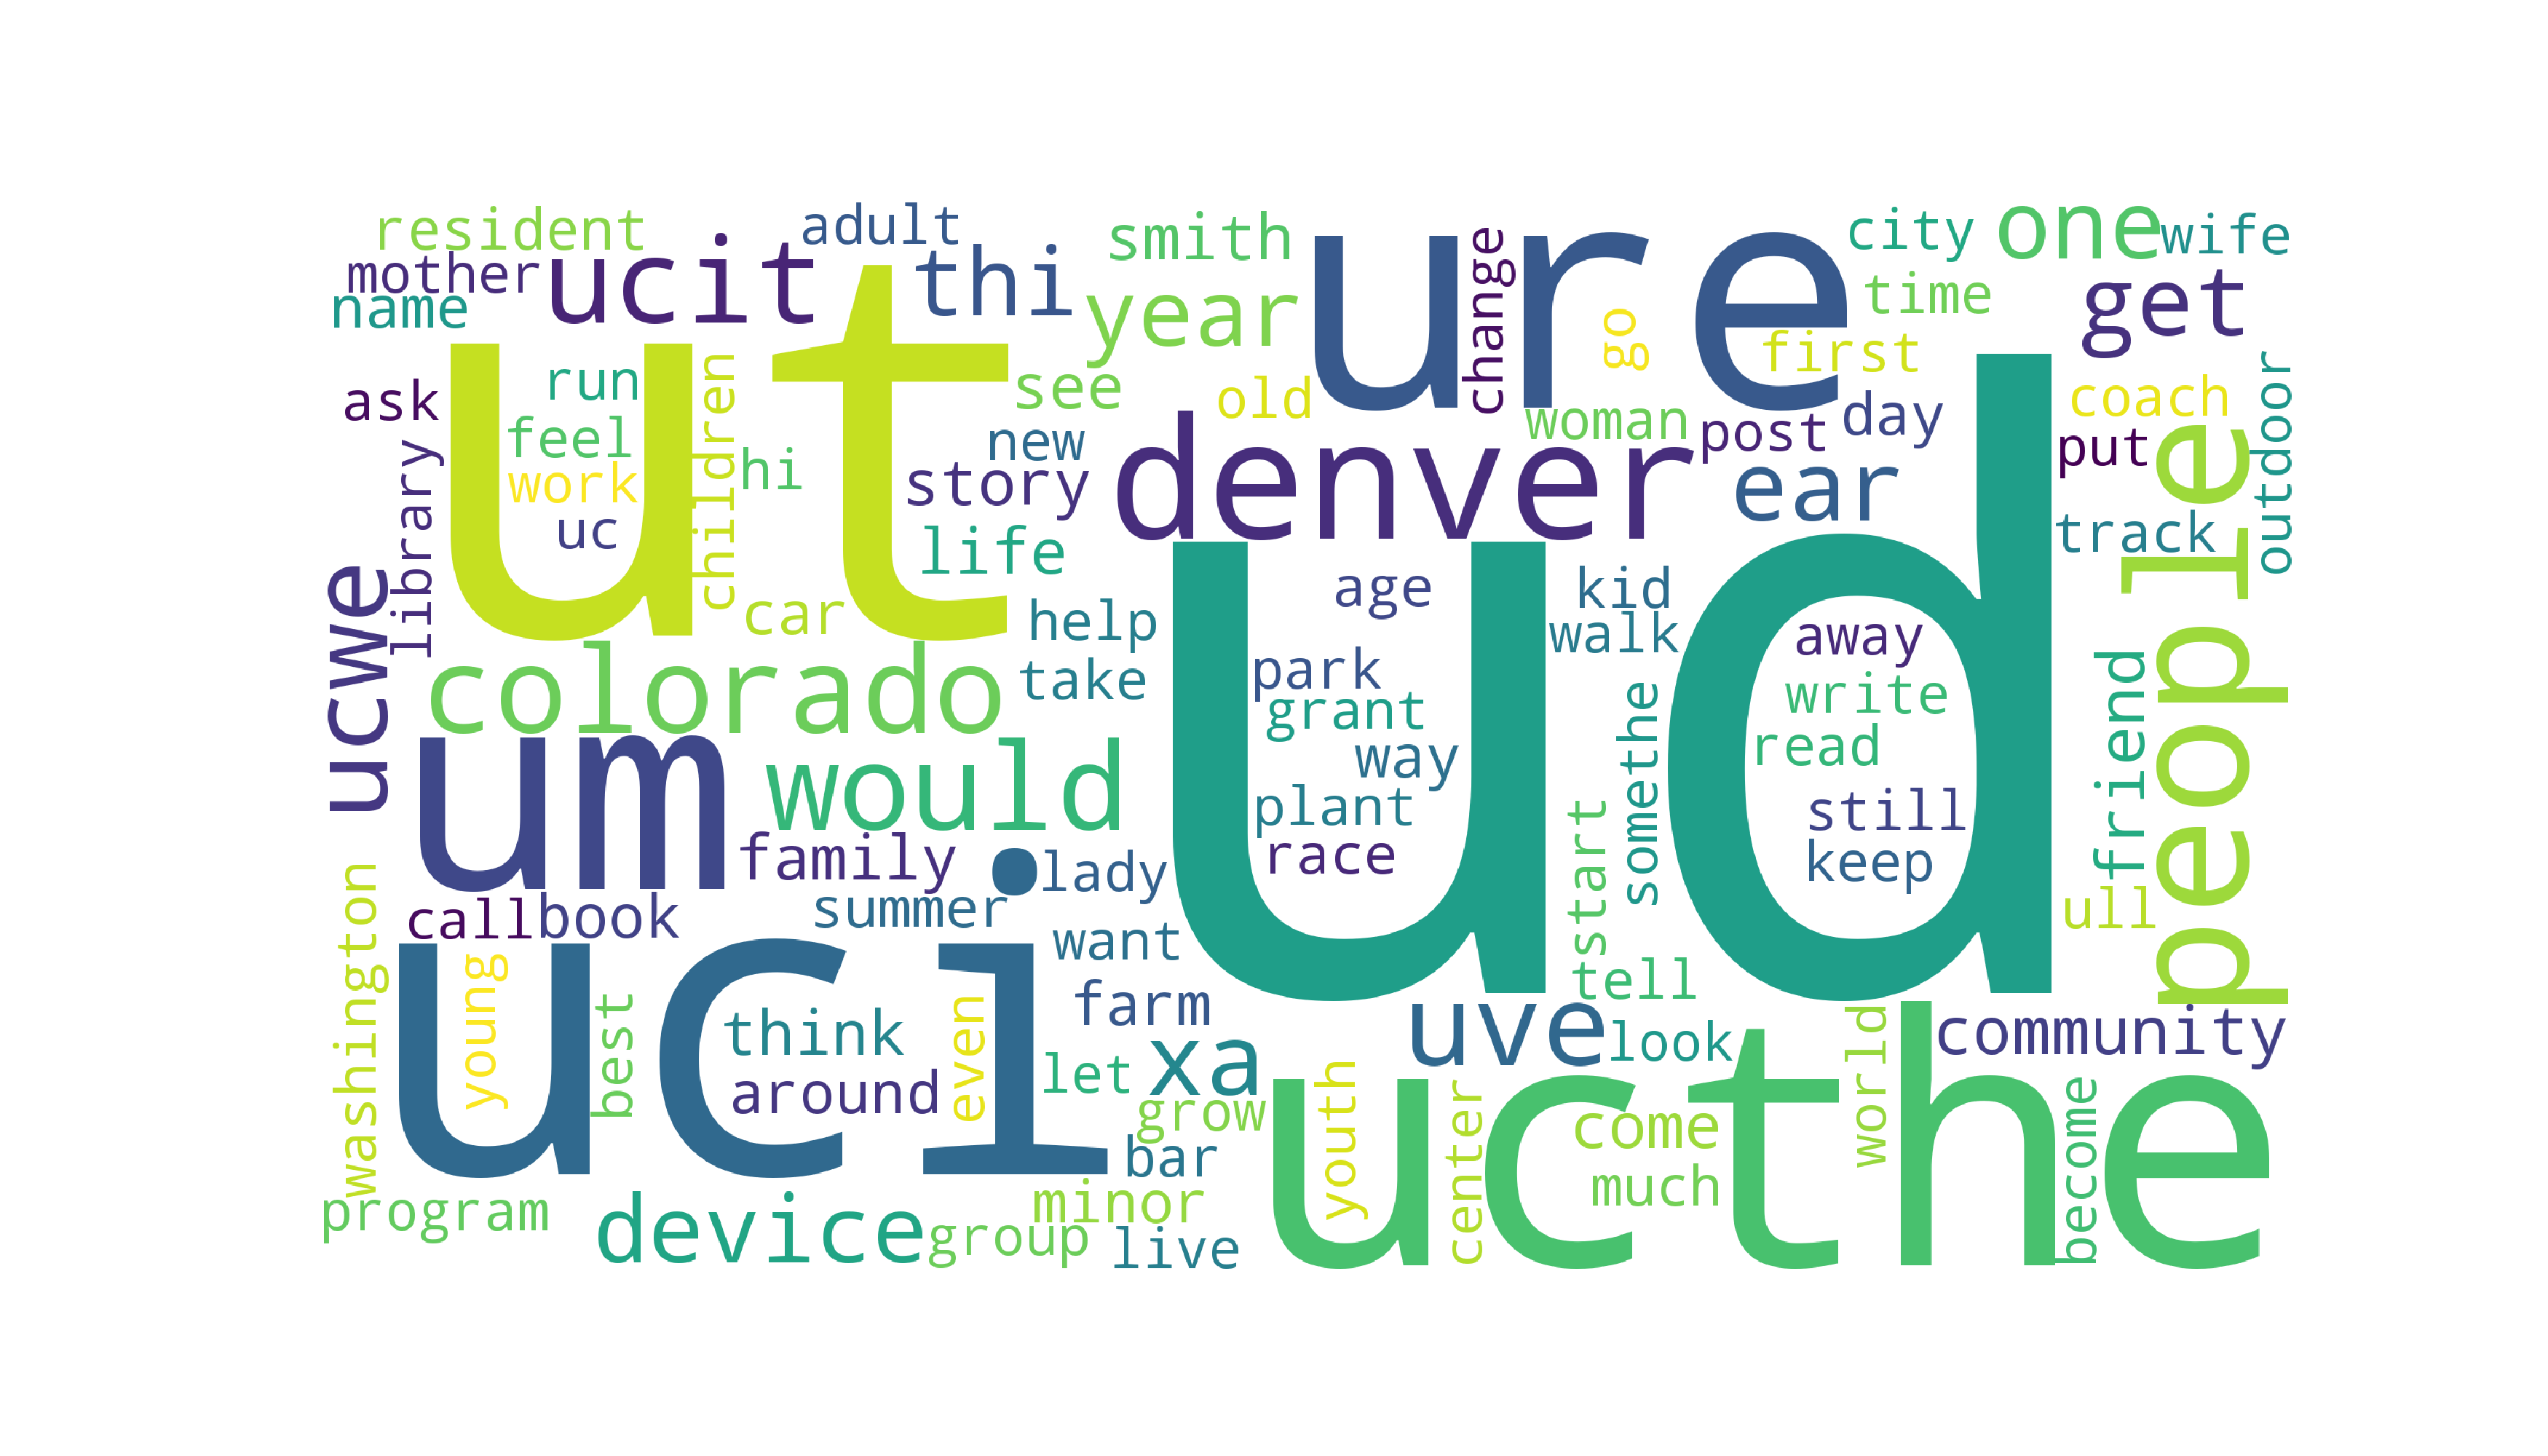 resident
adult
smith
ure
city
one
wife
mother
ucit
thi
change
time
get
name
year
go
first
ut
run
children
see
old
outdoor
ask
coach
day
feel
new
woman
post
denver
put
people
library
work
hi
story
ear
uc
life
track
ud
ucwe
car
help
age
kid
walk
away
colorado
take
park
somethe
write
friend
grant
um
would
way
read
plant
start
still
family
race
keep
lady
washington
call
book
summer
ull
uci
young
want
tell
best
think
even
farm
uve
look
world
community
around
let
xa
ucthe
grow
youth
center
come
become
bar
much
program
device
group
minor
live